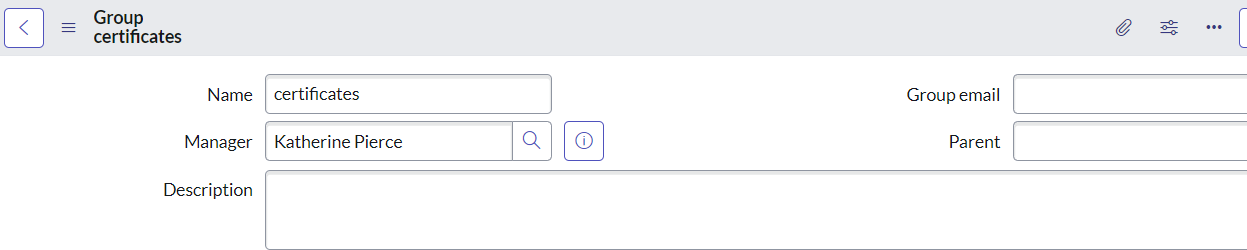 Group
certificates
Name
certificates
Group email
Manager
Katherine Pierce
Parent
Description